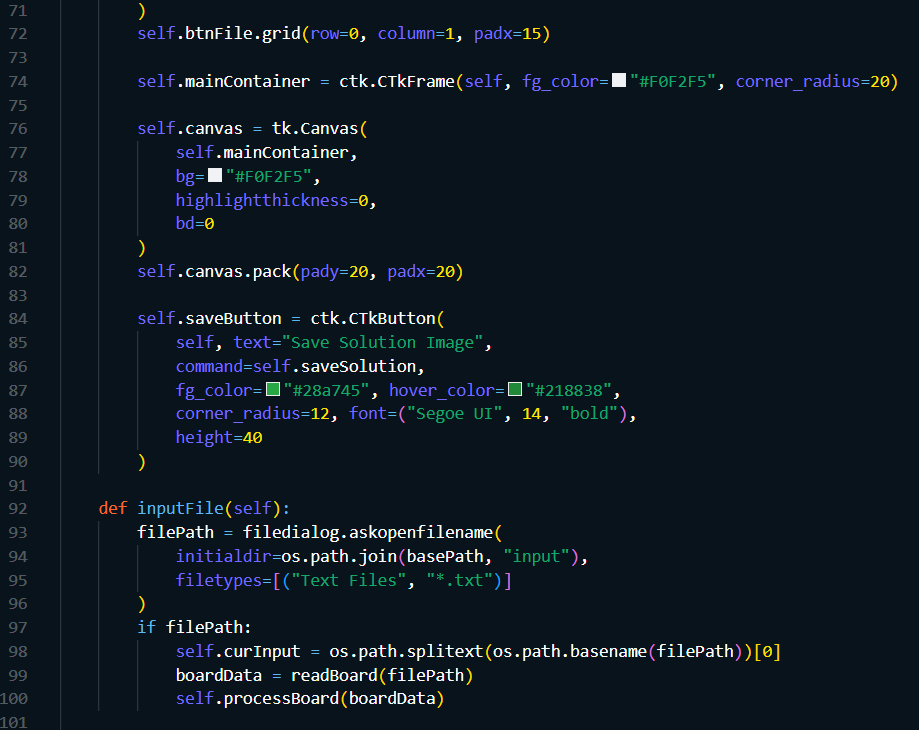 71 )
72 self.btnFile.grid(row=0, column=1, padx=15)
73
74 self.mainContainer = ctk.CTkFrame(self, fg_color="#F0F2F5", corner_radius=20)
75
76 self.canvas = tk.Canvas(
77 self.mainContainer,
78 bg="#F0F2F5",
79 highlightthickness=0,
80 bd=0
81 )
82 self.canvas.pack(pady=20, padx=20)
83
84 self.saveButton = ctk.CTkButton(
85 self, text="Save Solution Image",
86 command=self.saveSolution,
87 fg_color="#28a745", hover_color="#218838",
88 corner_radius=12, font=("Segoe UI", 14, "bold"),
89 height=40
90 )
91
92 def inputFile(self):
93 filePath = filedialog.askopenfilename(
94 initialdir=os.path.join(basePath, "input"),
95 filetypes=[("Text Files", "*.txt")]
96 )
97 if filePath:
98 self.curInput = os.path.splitext(os.path.basename(filePath))[0]
99 boardData = readBoard(filePath)
100 self.processBoard(boardData)
101